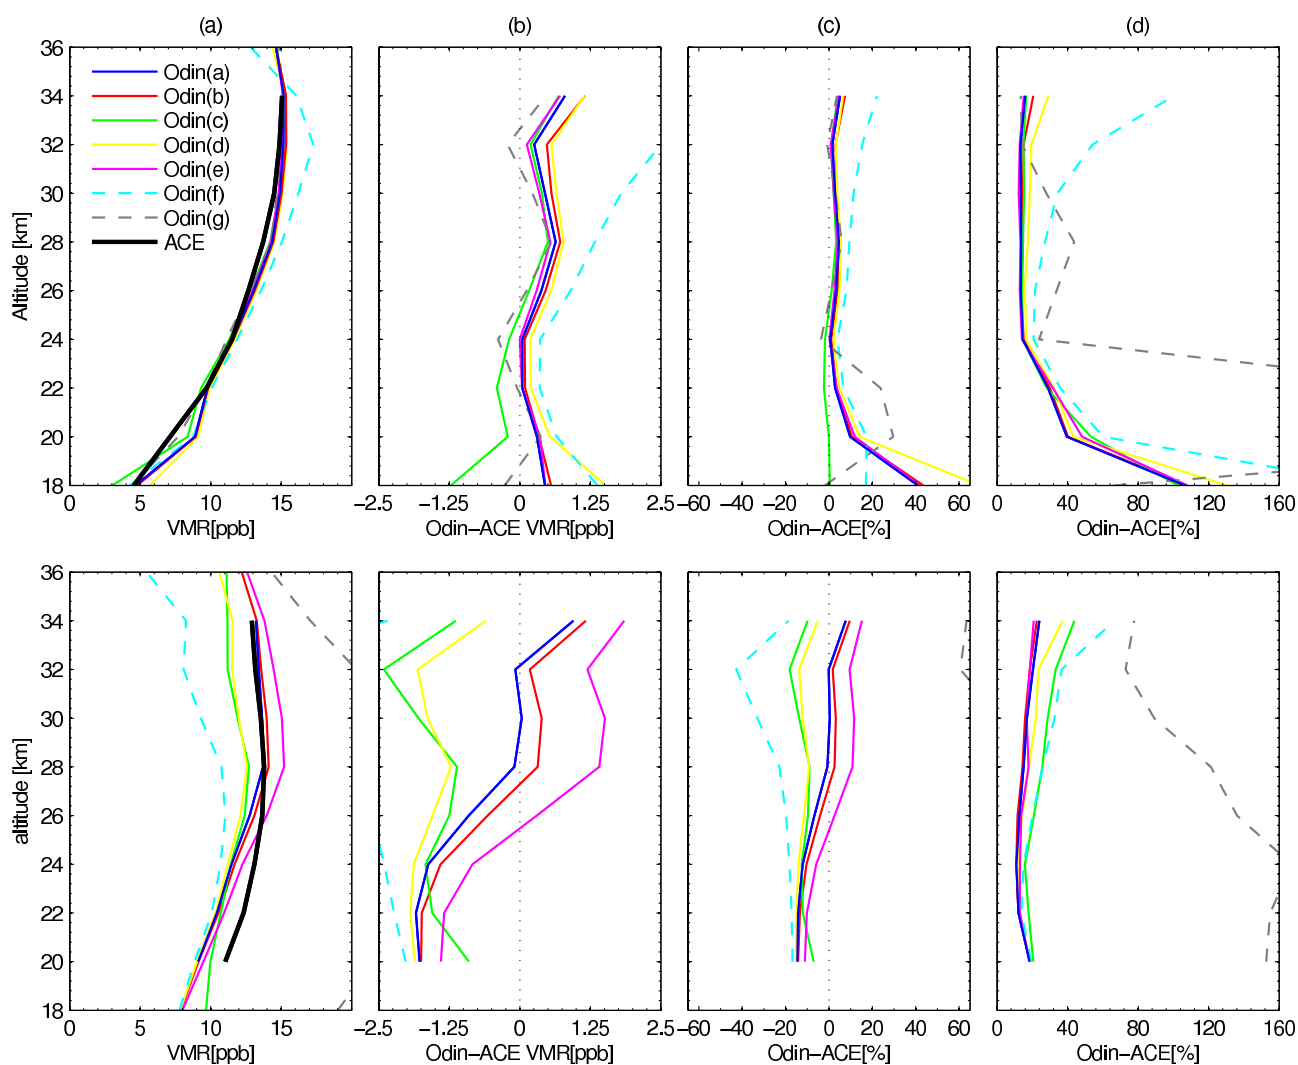 (a) (b) (c) (d)
36
34
32
30
28
26
24
22
20
18
Altitude [km]
Odin(a)
Odin(b)
Odin(c)
Odin(d)
Odin(e)
Odin(f)
Odin(g)
ACE
0 5 10 15 −2.5 −1.25 0 1.25 2.5 −60 −40 −20 0 20 40 60 0 40 80 120 160
VMR[ppb] Odin−ACE VMR[ppb] Odin−ACE[%] Odin−ACE[%]
36
34
32
30
28
26
24
22
20
18
altitude [km]
0 5 10 15 −2.5 −1.25 0 1.25 2.5 −60 −40 −20 0 20 40 60 0 40 80 120 160
VMR[ppb] Odin−ACE VMR[ppb] Odin−ACE[%] Odin−ACE[%]